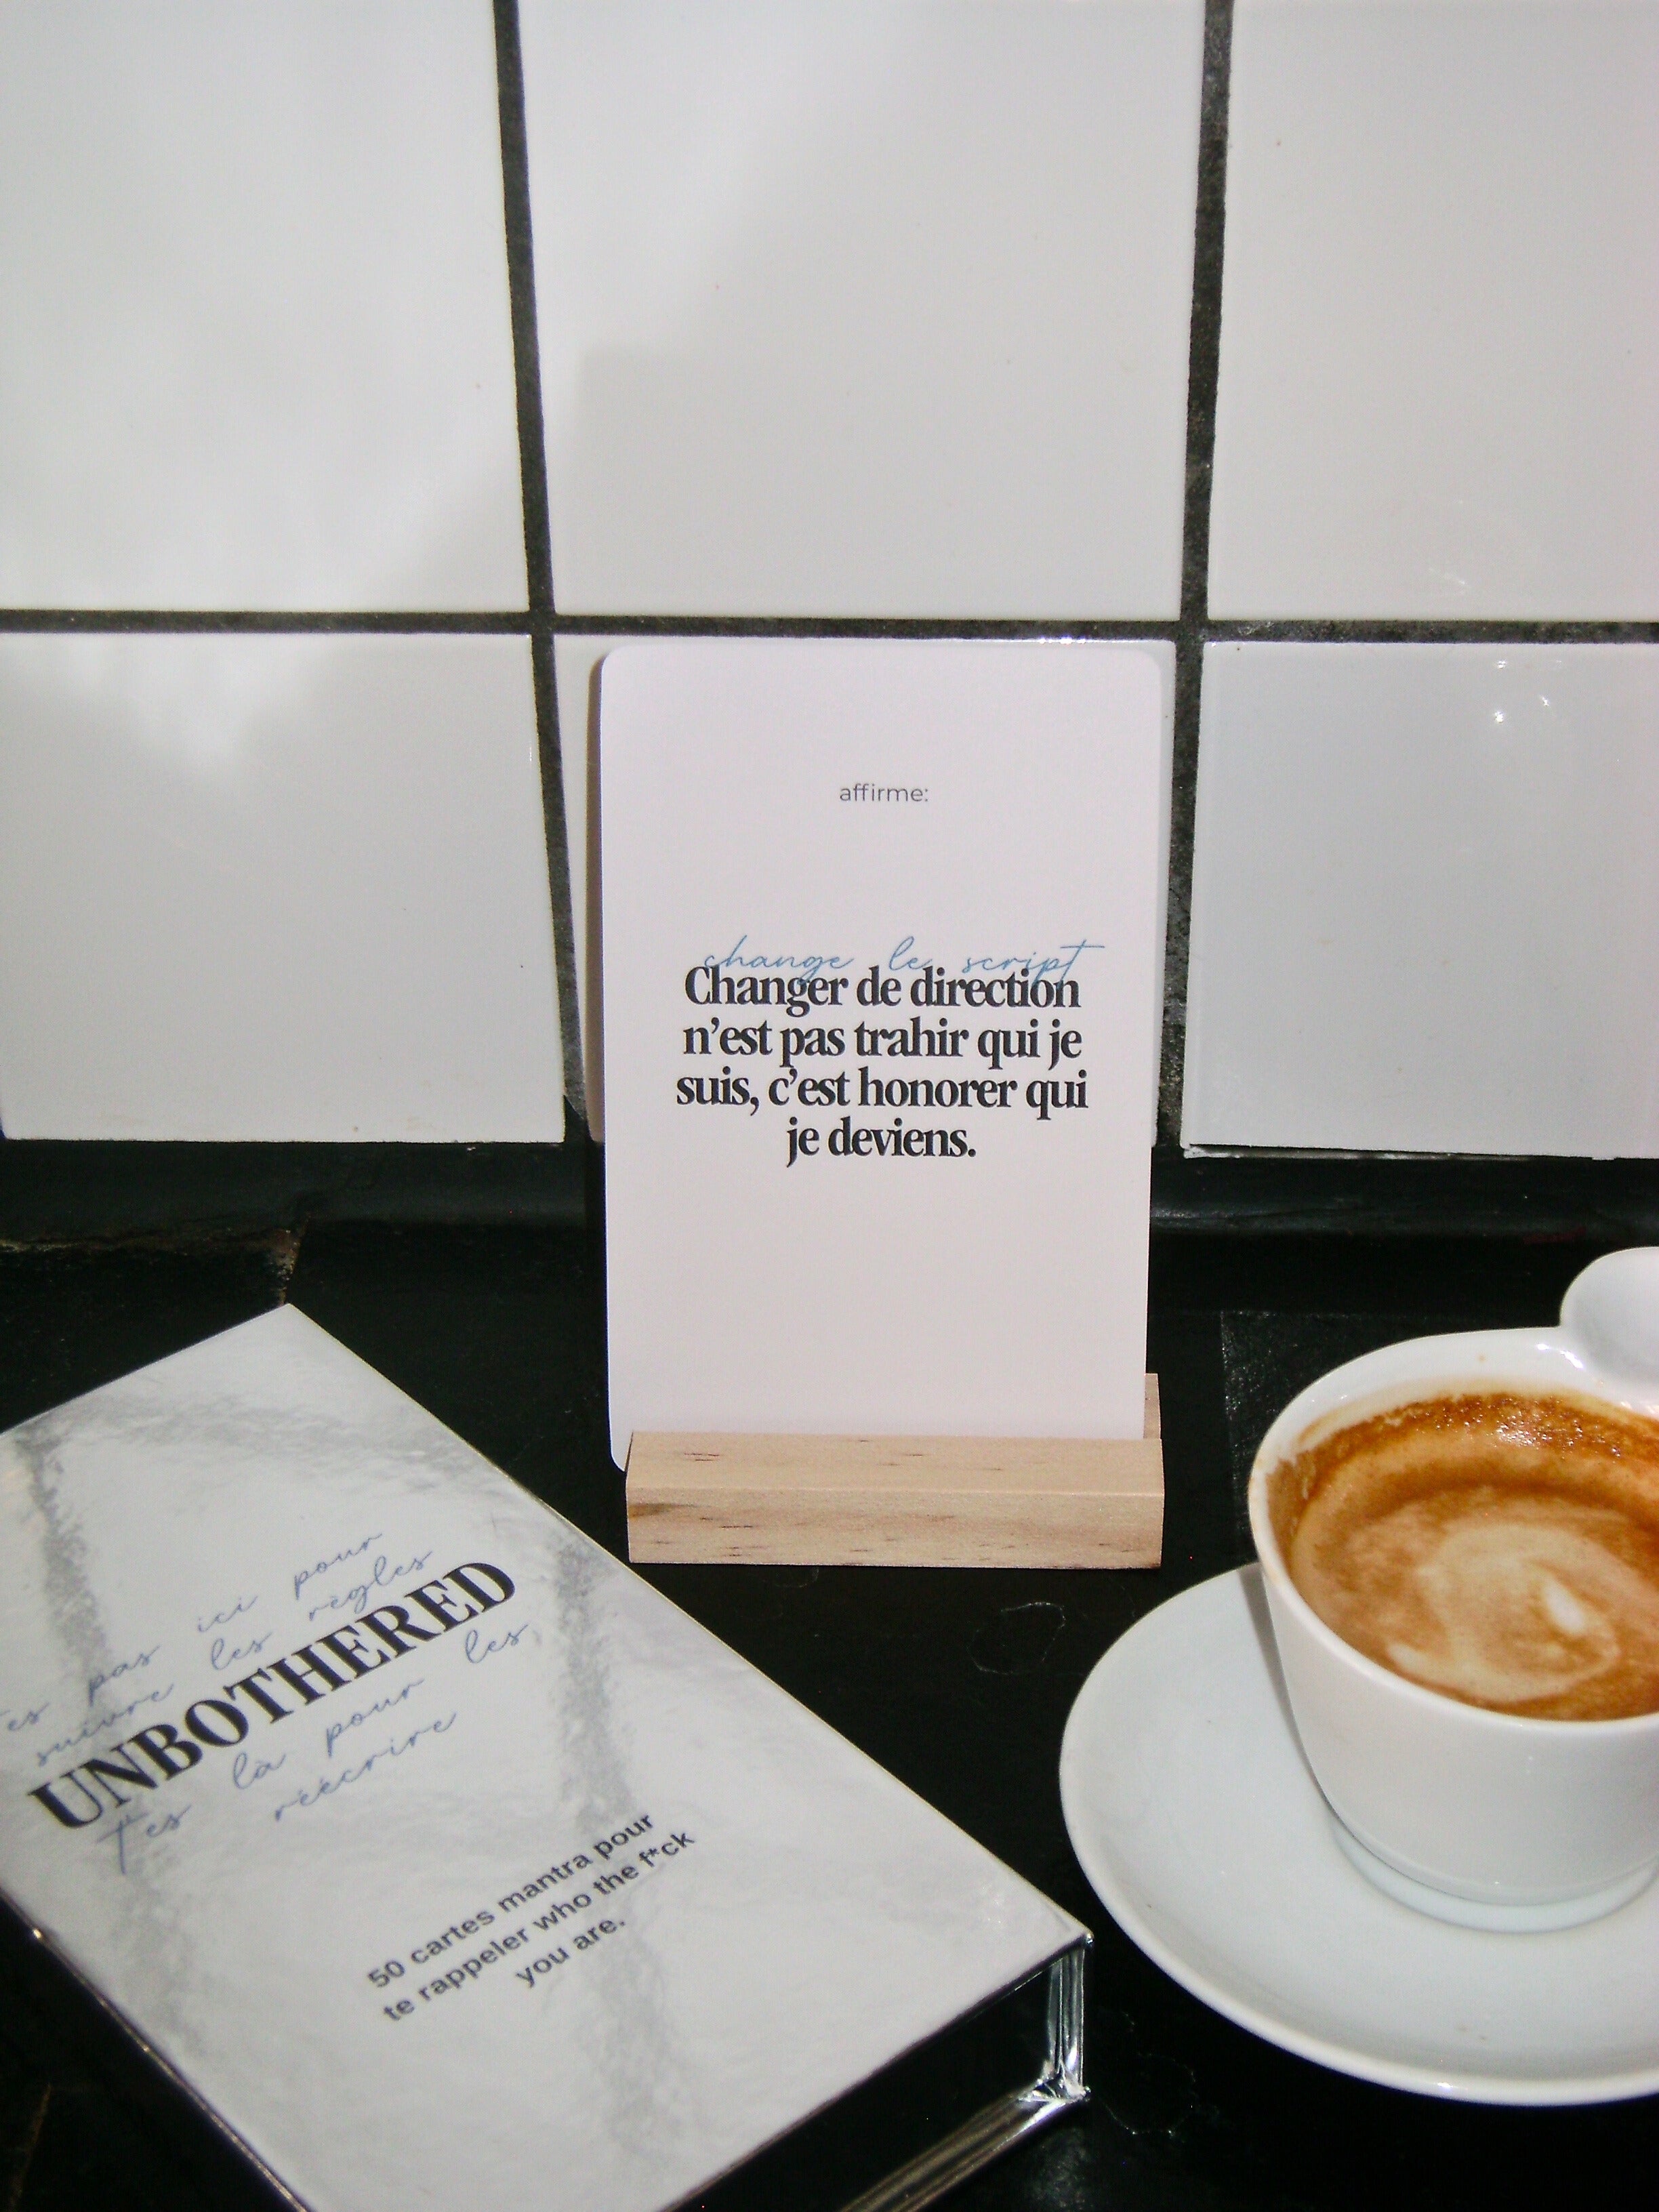 affirme:
change le script
Changer de direction
n’est pas trahir qui je
suis, c’est honorer qui
je deviens.
es pas ici pour
suivre les règles
UNBOTHERED
T'es là pour les
réécrire
50 cartes mantra pour
te rappeler who the f*ck
you are.